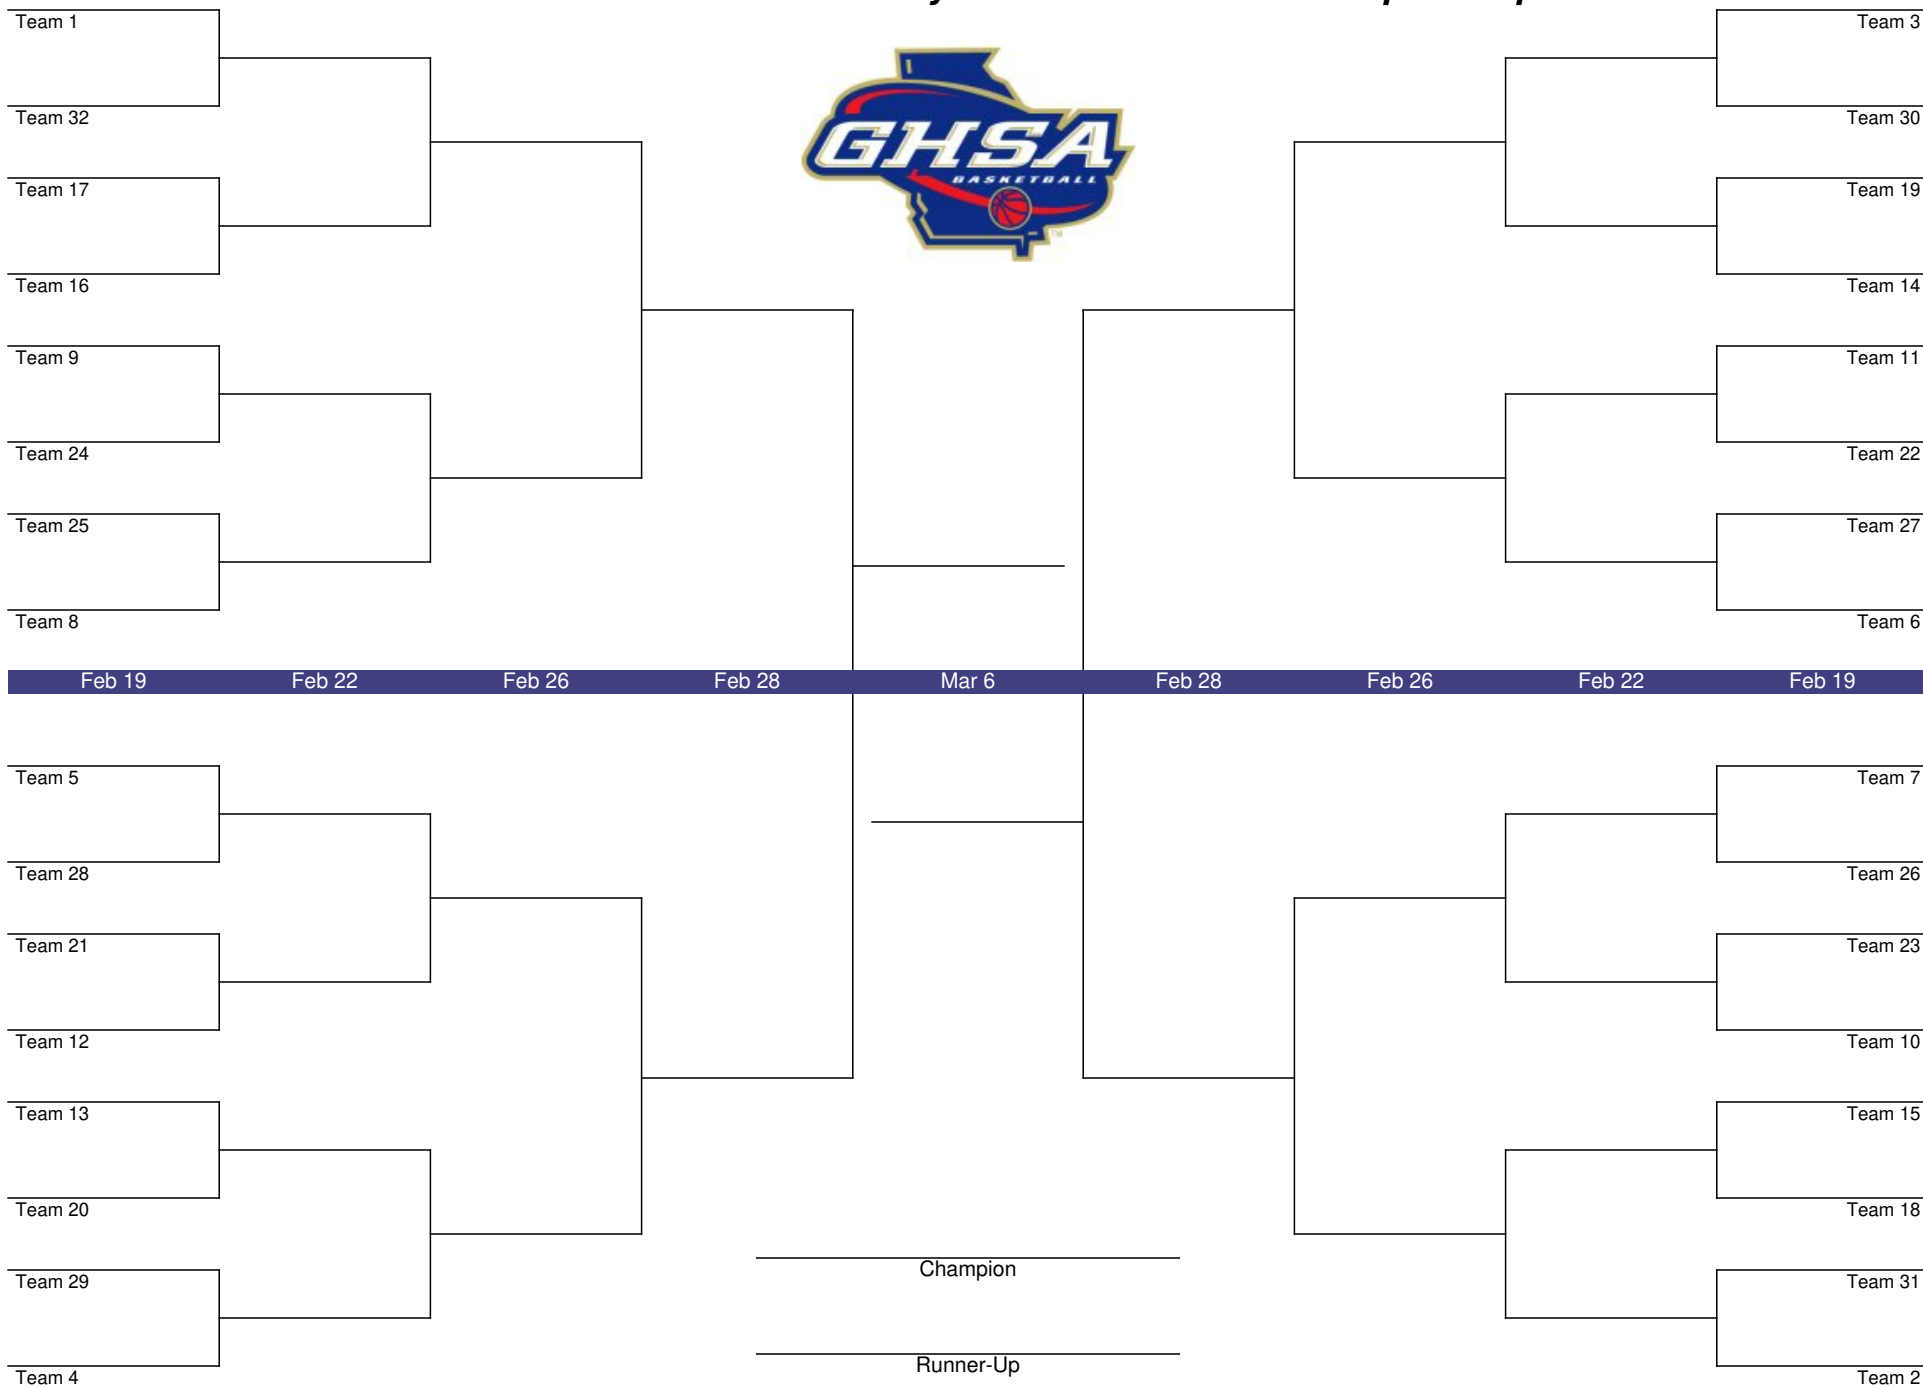 Team 1
Team 3
Team 32
Team 30
GHSA
BASKETBALL
TM
Team 17
Team 19
Team 16
Team 14
Team 9
Team 11
Team 24
Team 22
Team 25
Team 27
Team 8
Team 6
Feb 19 Feb 22 Feb 26 Feb 28 Mar 6 Feb 28 Feb 26 Feb 22 Feb 19
Team 5
Team 7
Team 28
Team 26
Team 21
Team 23
Team 12
Team 10
Team 13
Team 15
Team 20
Team 18
Champion
Team 29
Team 31
Runner-Up
Team 4
Team 2